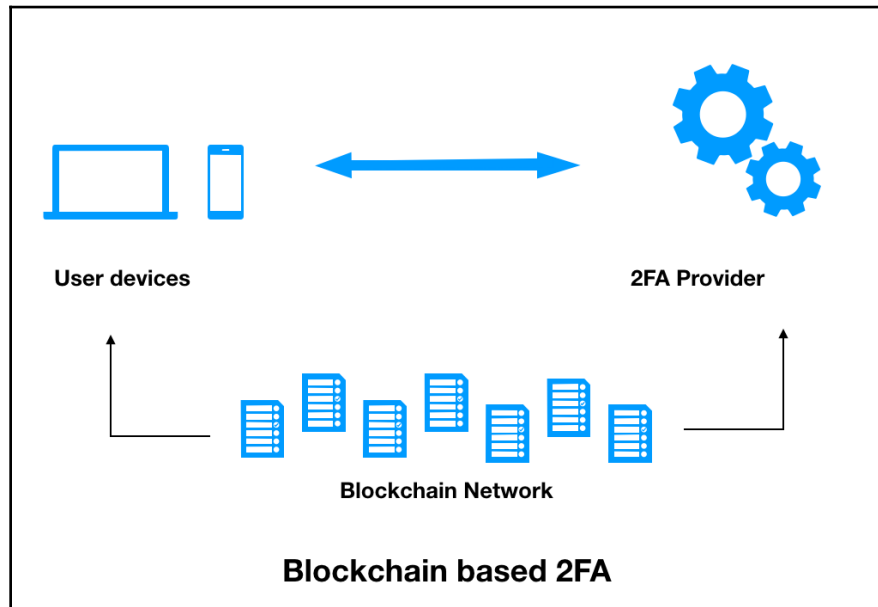 User devices
2FA Provider
Blockchain Network
Blockchain based 2FA